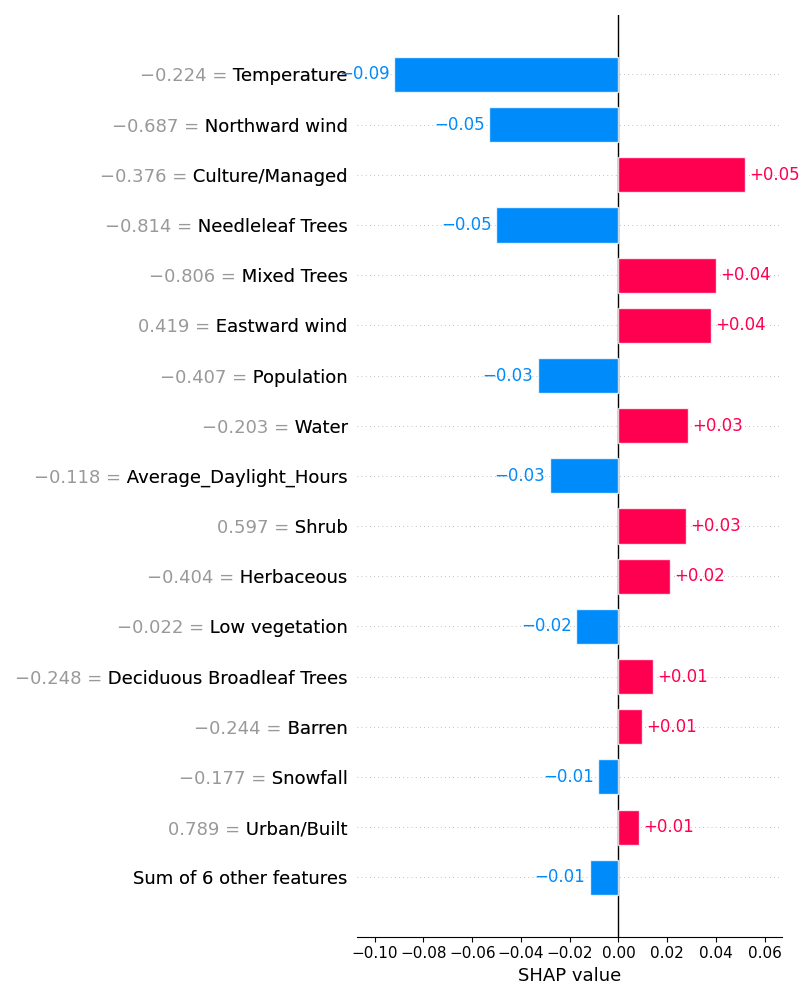 −0.224 = Temperature −0.09
−0.687 = Northward wind −0.05
−0.376 = Culture/Managed +0.05
−0.814 = Needleleaf Trees −0.05
−0.806 = Mixed Trees +0.04
0.419 = Eastward wind +0.04
−0.407 = Population −0.03
−0.203 = Water +0.03
−0.118 = Average_Daylight_Hours −0.03
0.597 = Shrub +0.03
−0.404 = Herbaceous +0.02
−0.022 = Low vegetation −0.02
−0.248 = Deciduous Broadleaf Trees +0.01
−0.244 = Barren +0.01
−0.177 = Snowfall −0.01
0.789 = Urban/Built +0.01
Sum of 6 other features −0.01
−0.10 −0.08 −0.06 −0.04 −0.02 0.00 0.02 0.04 0.06
SHAP value